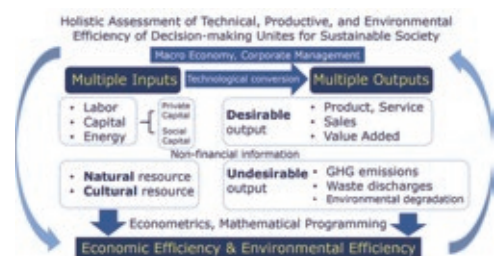 Holistic Assessment of Technical, Productive, and Environmental
Efficiency of Decision-making Unites for Sustainable Society
Macro Economy, Corporate Management
Multiple Inputs
Technological conversion
Multiple Outputs
• Labor
• Capital
• Energy
Private
Capital
Social
Capital
Desirable
output
• Product, Service
• Sales
• Value Added
Non-financial information
• Natural resource
• Cultural resource
Undesirable
output
• GHG emissions
• Waste discharges
• Environmental degradation
Econometrics, Mathematical Programming
Economic Efficiency & Environmental Efficiency